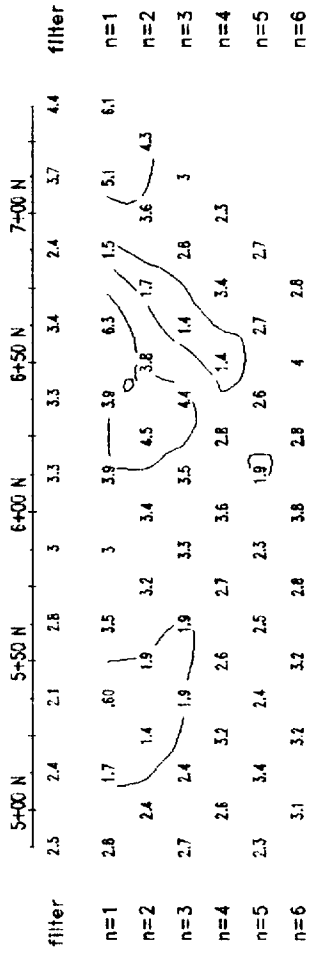 5+00 N 5+50 N 6+00 N 6+50 N 7+00 N
filter 2.5 2.4 2.1 2.8 3 3.3 3.3 3.4 2.4 3.7 4.4 filter
n=1 2.8 1.7 .60 3.5 3 3.9 3.9 6.3 1.5 5.1 6.1 n=1
n=2 2.4 1.4 1.9 3.2 3.4 4.5 3.8 1.7 3.6 4.3 n=2
n=3 2.7 2.4 1.9 1.9 3.3 3.5 4.4 1.4 2.8 3 n=3
n=4 2.6 3.2 2.6 2.7 3.6 2.8 1.4 3.4 2.3 n=4
n=5 2.3 3.4 2.4 2.5 2.3 1.9 2.6 2.7 2.7 n=5
n=6 3.1 3.2 3.2 2.8 3.8 2.8 4 2.8 n=6